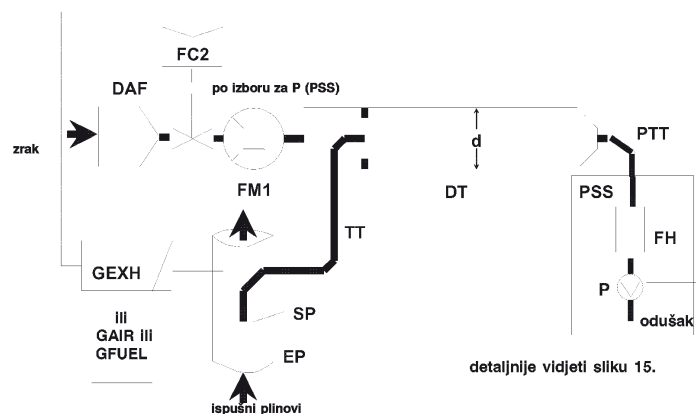 FC2
DAF
po izboru za P (PSS)
zrak
d
PTT
FM1
DT
PSS
TT
FH
GEXH
P
SP
ili
GAIR ili
GFUEL
odušak
EP
detaljnije vidjeti sliku 15.
ispušni plinovi